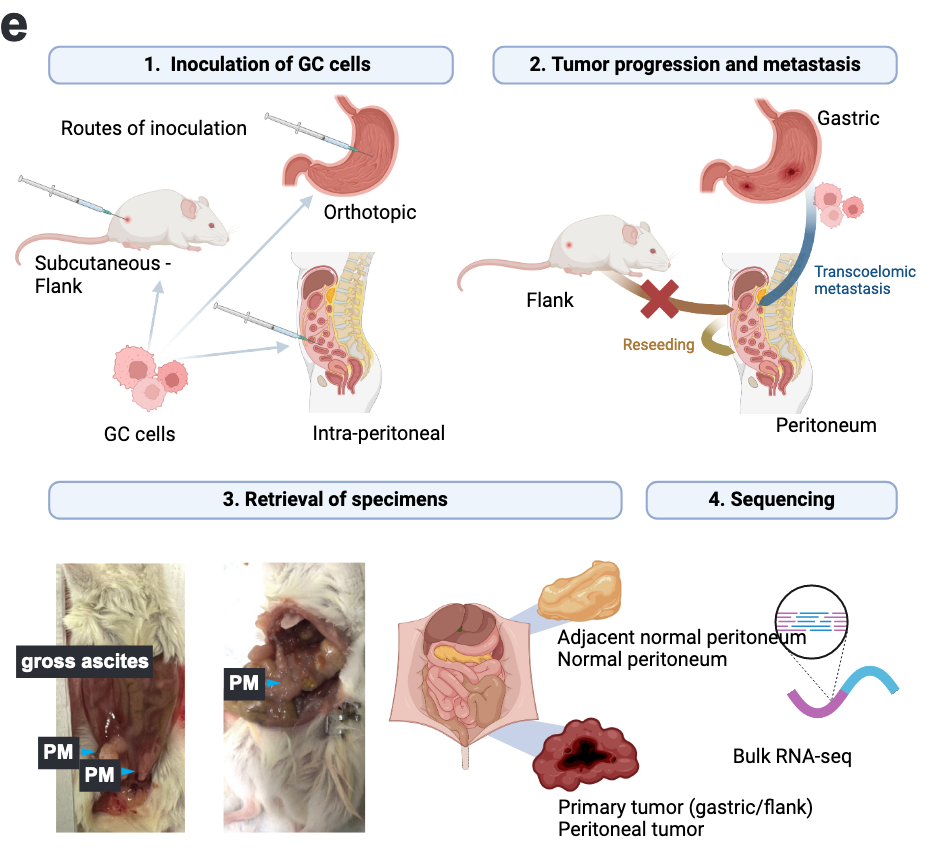 e
1. Inoculation of GC cells
2. Tumor progression and metastasis
Routes of inoculation
Gastric
Orthotopic
Subcutaneous -
Flank
Transcoelomic
metastasis
Flank
Reseeding
GC cells
Intra-peritoneal
Peritoneum
3. Retrieval of specimens
4. Sequencing
gross ascites
PM
PM
PM
Adjacent normal peritoneum
Normal peritoneum
Bulk RNA-seq
Primary tumor (gastric/flank)
Peritoneal tumor